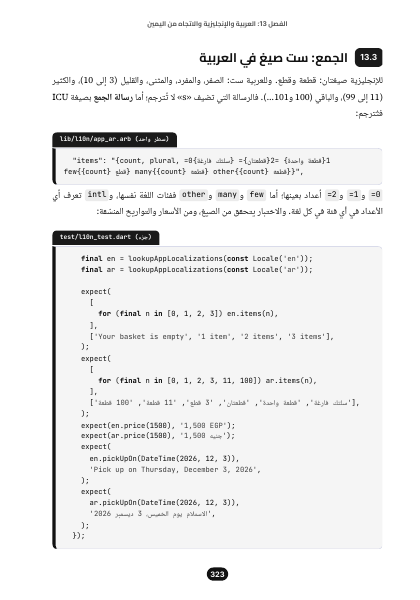 الفصل 13: العربية والإنجليزية والاتجاه من اليمين
13.3 الجمع: ست صيغ في العربية
للإنجليزية صيغتان: قطعة وقطع. وللعربية ست: الصفر، والمفرد، والمثنى، والقليل (3 إلى 10)، والكثير
(11 إلى 99)، والباقي (100 و101...). فالرسالة التي تضيف «s» لا تُترجم؛ أما رسالة الجمع بصيغة ICU
فتترجم:
lib/l10n/app_ar.arb (سطر واحد)
"items": "{count, plural, =0{سلتك فارغة} =1{قطعة واحدة} =2{قطعتان}
few{{count} قطع} many{{count} قطعة} other{{count} قطعة}}",
=0 و =1 و =2 أعداد بعينها؛ أما few و many و other ففئات اللغة نفسها، و intl تعرف أي
الأعداد في أي فئة في كل لغة. والاختبار يتحقق من الصيغ، ومن الأسعار والتواريخ المنسّقة:
test/l10n_test.dart (جزء)
final en = lookupAppLocalizations(const Locale('en'));
final ar = lookupAppLocalizations(const Locale('ar'));
expect(
[
for (final n in [0, 1, 2, 3]) en.items(n),
],
['Your basket is empty', '1 item', '2 items', '3 items'],
);
expect(
[
for (final n in [0, 1, 2, 3, 11, 100]) ar.items(n),
],
['سلتك فارغة', 'قطعة واحدة', 'قطعتان', '3 قطع', '11 قطعة', '100 قطعة'],
);
expect(en.price(1500), '1,500 EGP');
expect(ar.price(1500), '1,500 جنيه');
expect(
en.pickUpOn(DateTime(2026, 12, 3)),
'Pick up on Thursday, December 3, 2026',
);
expect(
ar.pickUpOn(DateTime(2026, 12, 3)),
'الاستلام يوم الخميس، 3 ديسمبر 2026',
);
});
323